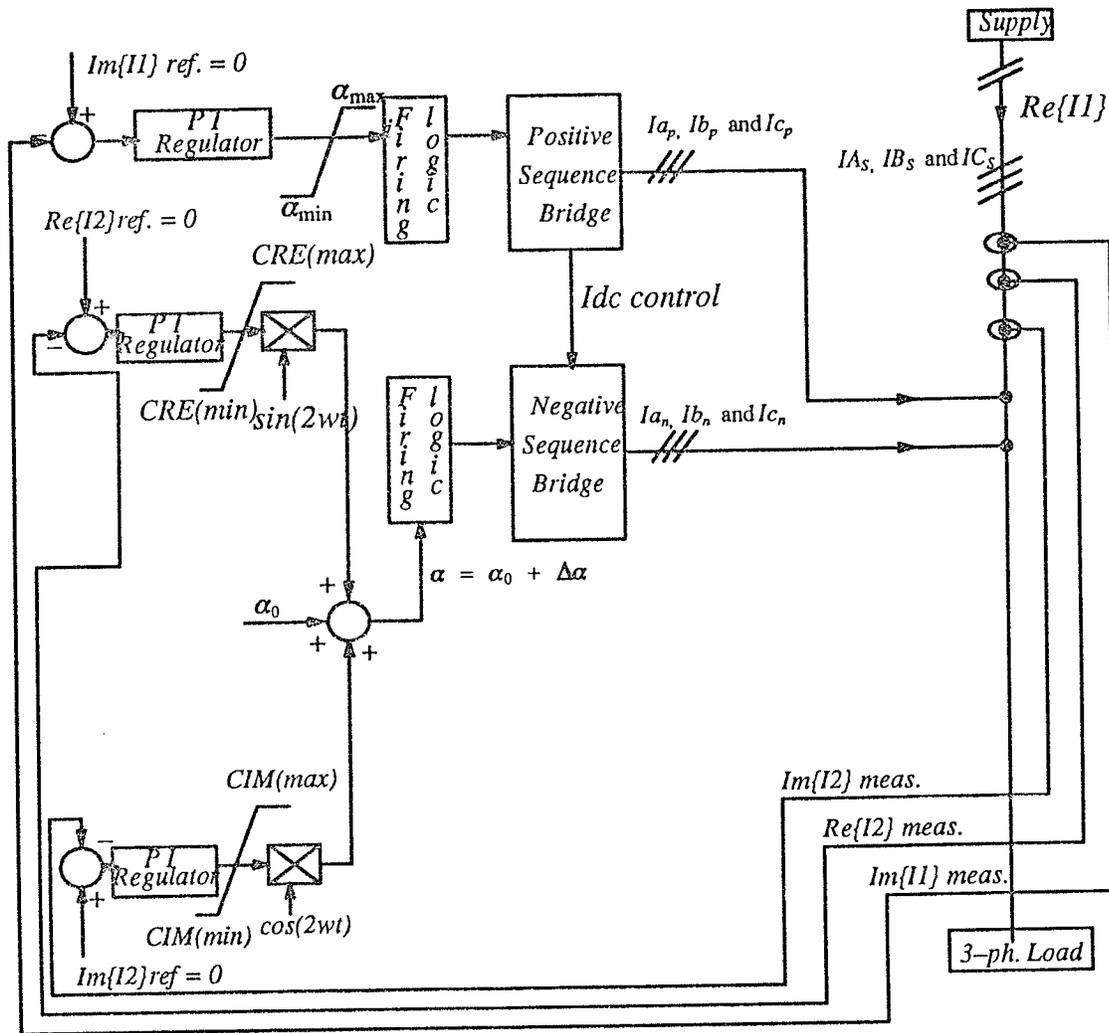 Supply
Im{I1} ref. = 0
+
−
P I
Regulator
αmax
αmin
Firing logic
Positive
Sequence
Bridge
Iap, Ibp and Icp
Re{I1}
IAS, IBS and ICS
Re{I2}ref. = 0
+
−
P I
Regulator
CRE(max)
CRE(min)
sin(2wt)
Idc control
Firing logic
Negative
Sequence
Bridge
Ian, Ibn and Icn
α = α0 + Δα
α0
+
+
+
CIM(max)
CIM(min)
−
+
P I
Regulator
cos(2wt)
Im{I2}ref = 0
Im{I2} meas.
Re{I2} meas.
Im{I1} meas.
3–ph. Load